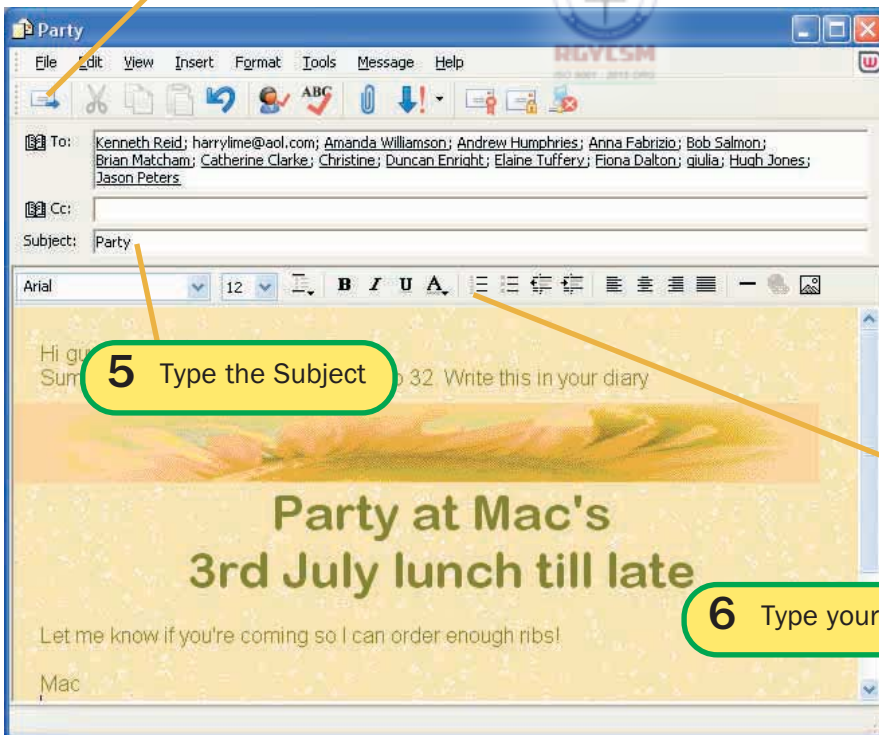 Party
RGYCSM
File Edit View Insert Format Tools Message Help
ABC
To: Kenneth Reid; harrylime@aol.com; Amanda Williamson; Andrew Humphries; Anna Fabrizio; Bob Salmon;
Brian Matcham; Catherine Clarke; Christine; Duncan Enright; Elaine Tuffery; Fiona Dalton; giulia; Hugh Jones;
Jason Peters
Cc:
Subject: Party
Arial 12 B I U A
Hi
5 Type the Subject
32. Write this in your diary
Party at Mac's
3rd July lunch till late
6 Type your
Let me know if you're coming so I can order enough ribs!
Mac